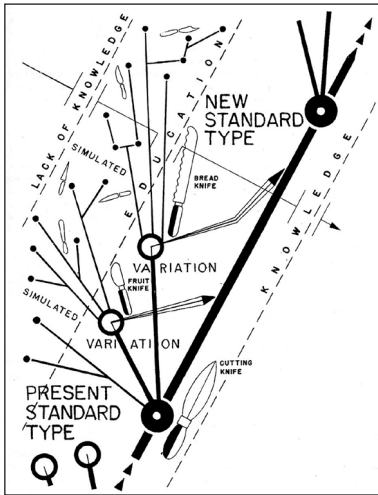 LACK OF KNOWLEDGE
EDUCATION
NEW
STANDARD
TYPE
SIMULATED
BREAD
KNIFE
KNOWLEDGE
VARIATION
FRUIT
KNIFE
SIMULATED
VARIATION
CUTTING
KNIFE
PRESENT
STANDARD
TYPE